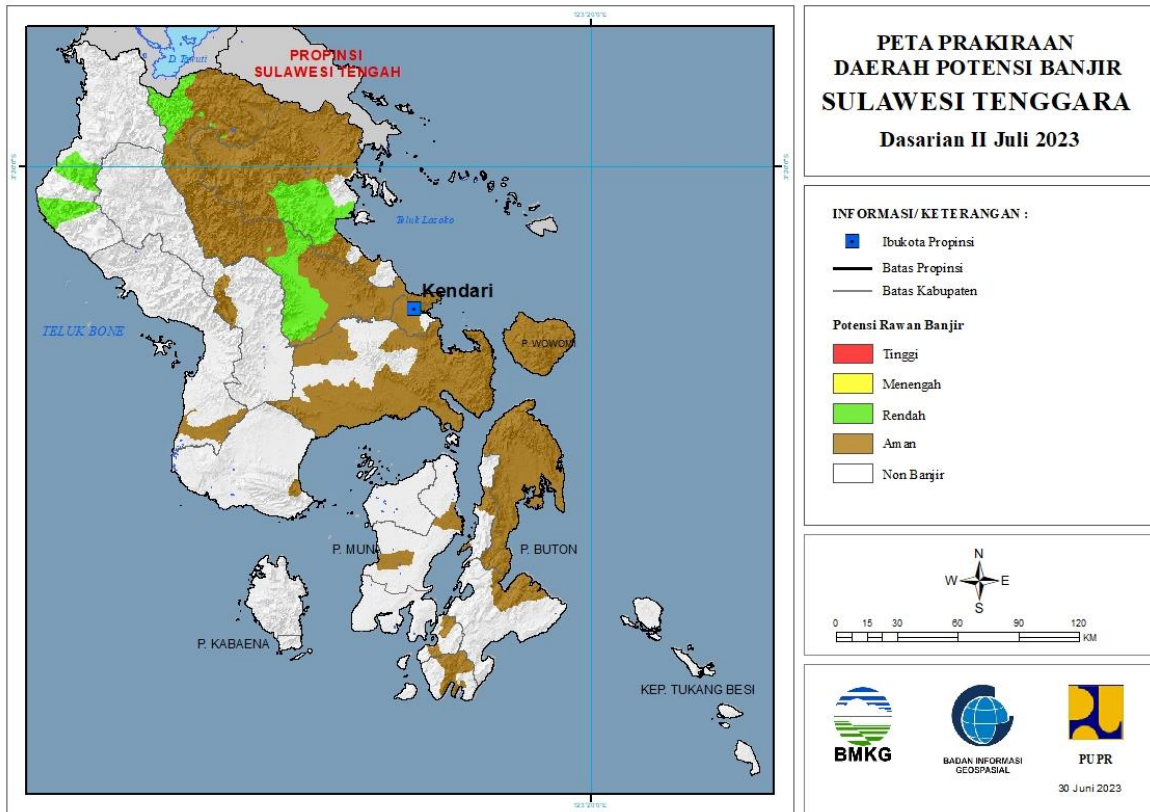 PETA PRAKIRAAN
DAERAH POTENSI BANJIR
SULAWESI TENGGARA
Dasarian II Juli 2023
INFORMASI/ KETERANGAN :
Ibukota Propinsi
Batas Propinsi
Batas Kabupaten
Potensi Rawan Banjir
Tinggi
Menengah
Rendah
Aman
Non Banjir
N
W E
S
0 15 30 60 90 120
KM
BMKG
BADAN INFORMASI
GEOSPASIAL
PU
PUPR
30 Juni 2023
PROPINSI
SULAWESI TENGAH
Kendari
TELUK BONE
P. WOWONI
P. MUNA
P. BUTON
P. KABAENA
KEP. TUKANG BESI